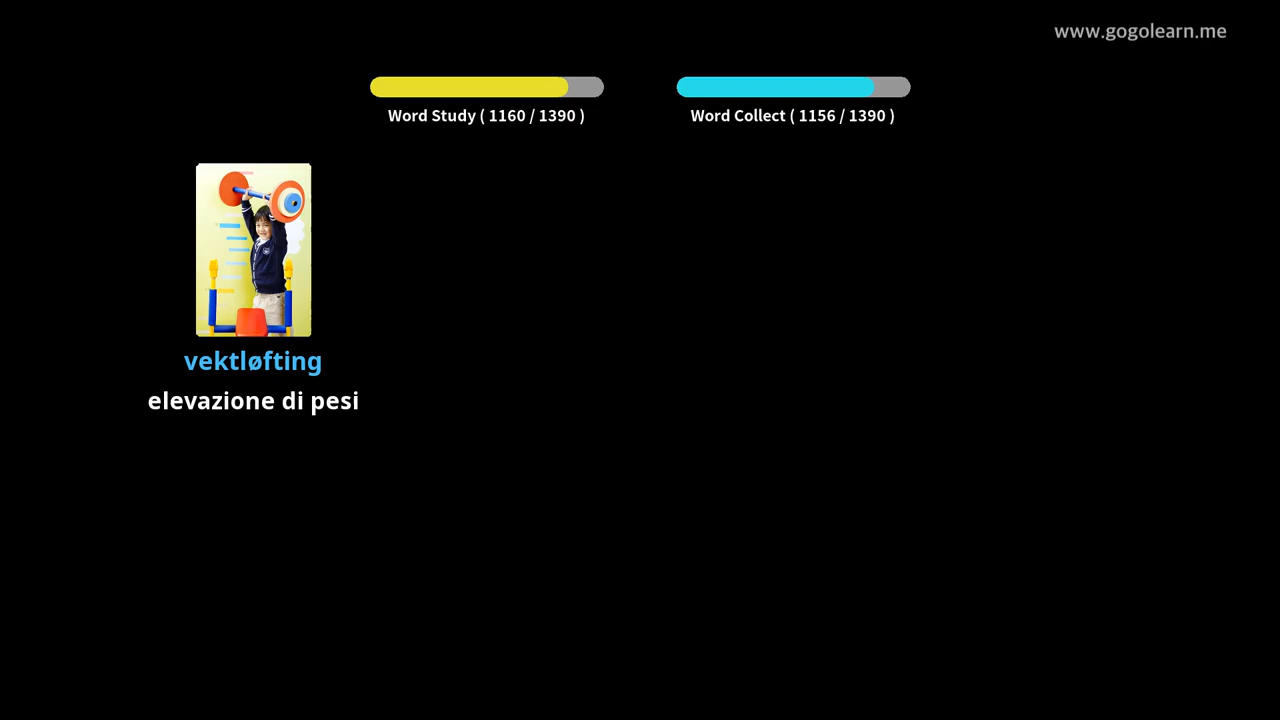 www.gogolearn.me
Word Study ( 1160 / 1390 )
Word Collect ( 1156 / 1390 )
vektløfting
elevazione di pesi